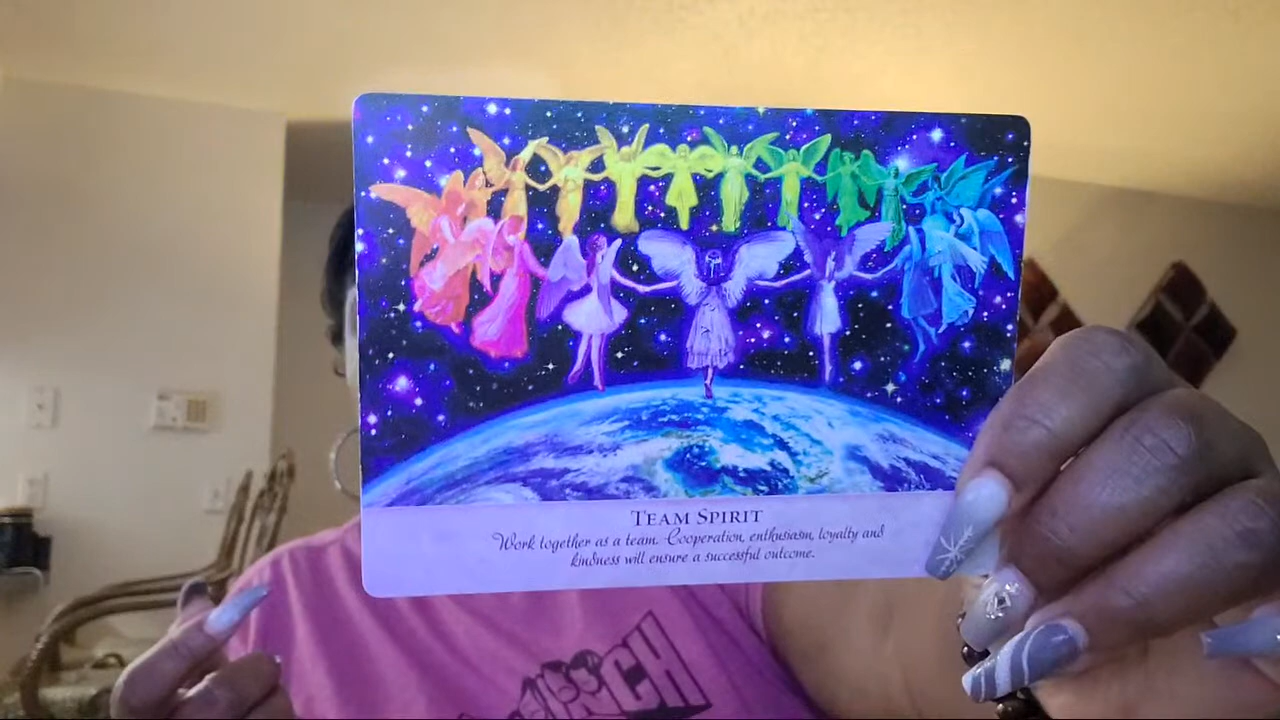 TEAM SPIRIT
Work together as a team. Cooperation, enthusiasm, loyalty and
kindness will ensure a successful outcome.